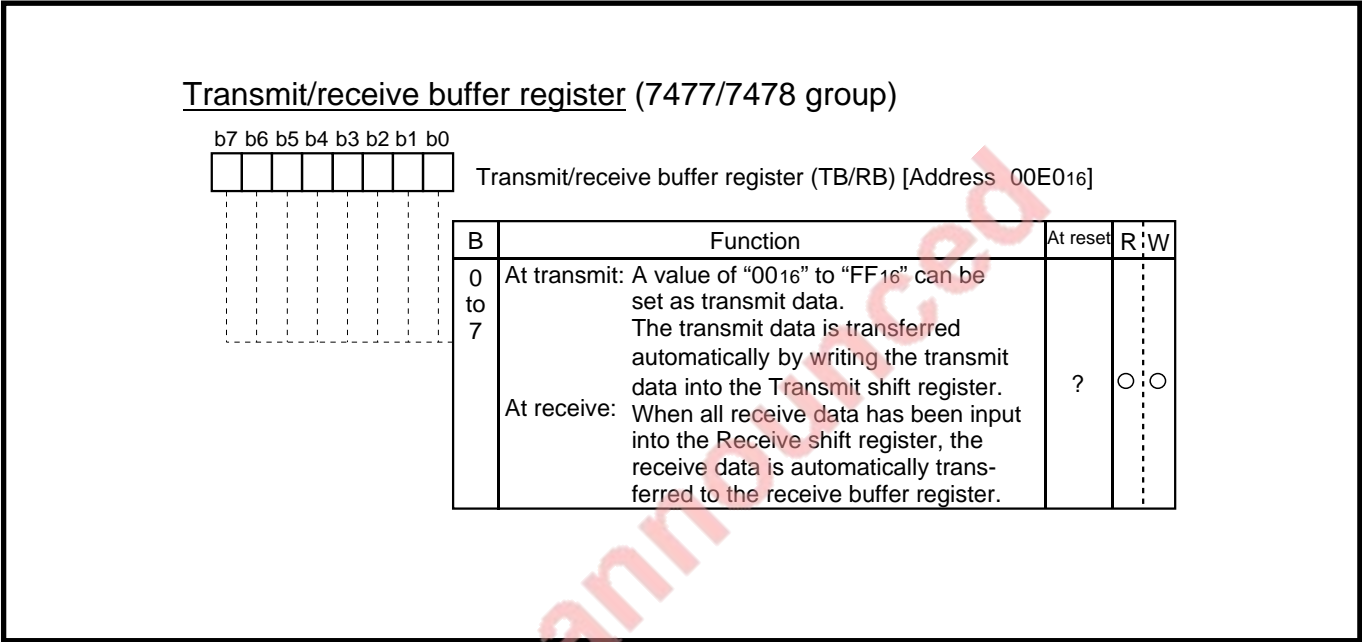 Transmit/receive buffer register (7477/7478 group)
b7 b6 b5 b4 b3 b2 b1 b0
Transmit/receive buffer register (TB/RB) [Address 00E016]
B Function At reset R W
0 to 7
At transmit: A value of “0016” to “FF16” can be
set as transmit data.
The transmit data is transferred
automatically by writing the transmit
data into the Transmit shift register.
At receive: When all receive data has been input
into the Receive shift register, the
receive data is automatically trans-
ferred to the receive buffer register.
? ○ ○
announced